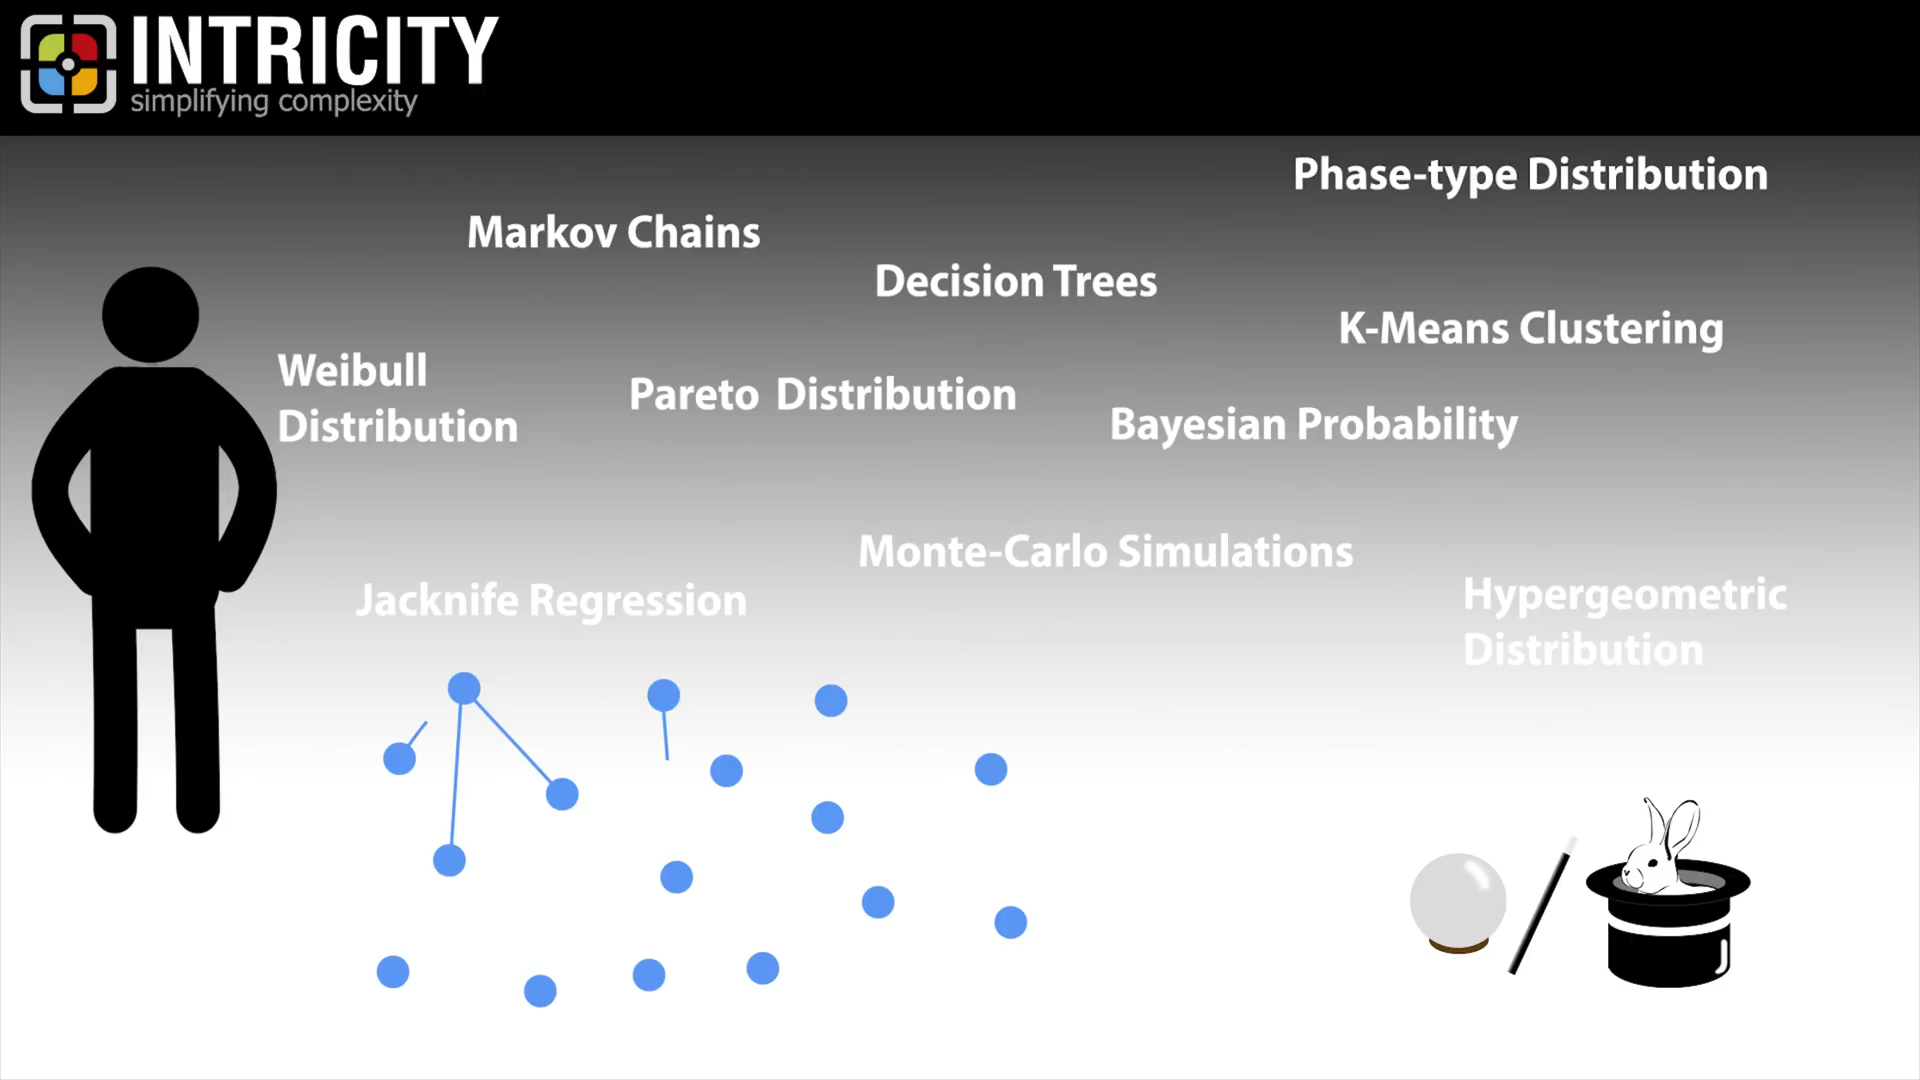 INTRICITY
simplifying complexity
Phase-type Distribution
Markov Chains
Decision Trees
K-Means Clustering
Weibull
Distribution
Pareto Distribution
Bayesian Probability
Monte-Carlo Simulations
Jacknife Regression
Hypergeometric
Distribution